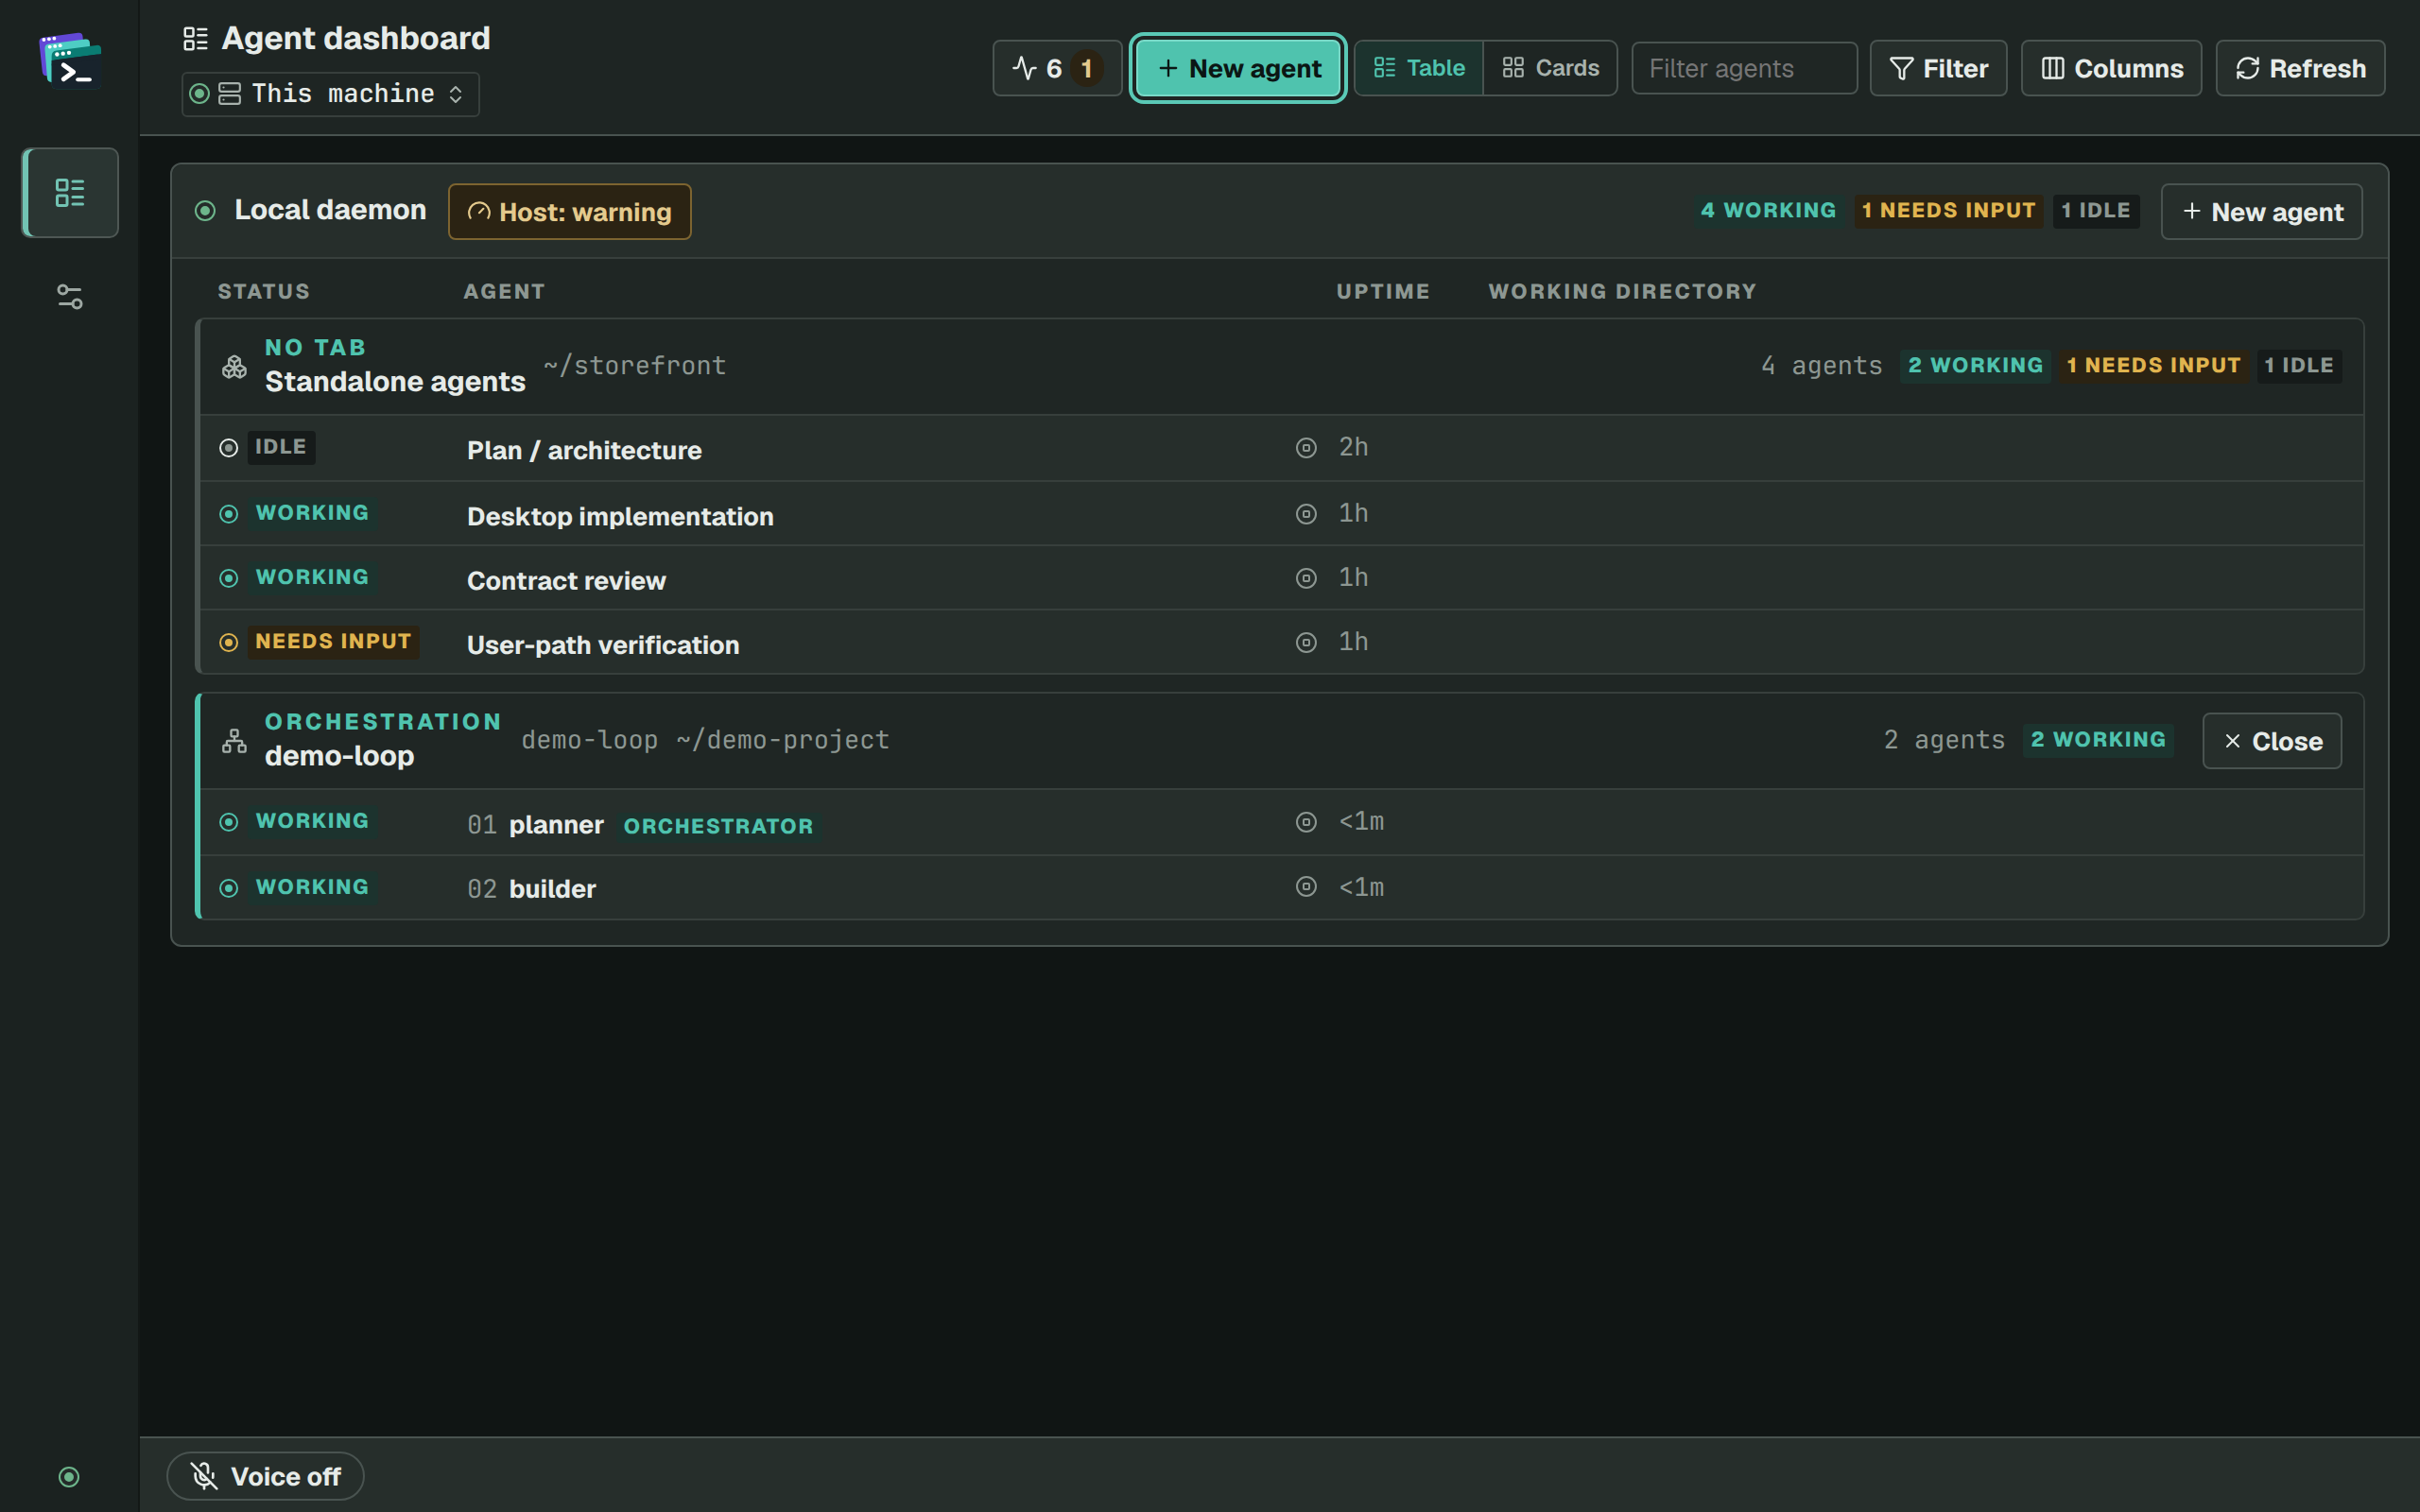 Agent dashboard
This machine
6 1
New agent
Table
Cards
Filter agents
Filter
Columns
Refresh
Local daemon
Host: warning
4 WORKING
1 NEEDS INPUT
1 IDLE
New agent
STATUS
AGENT
UPTIME
WORKING DIRECTORY
NO TAB
Standalone agents
~/storefront
4 agents
2 WORKING
1 NEEDS INPUT
1 IDLE
IDLE Plan / architecture 2h
WORKING Desktop implementation 1h
WORKING Contract review 1h
NEEDS INPUT User-path verification 1h
ORCHESTRATION
demo-loop
demo-loop ~/demo-project
2 agents
2 WORKING
Close
WORKING 01 planner ORCHESTRATOR <1m
WORKING 02 builder <1m
Voice off